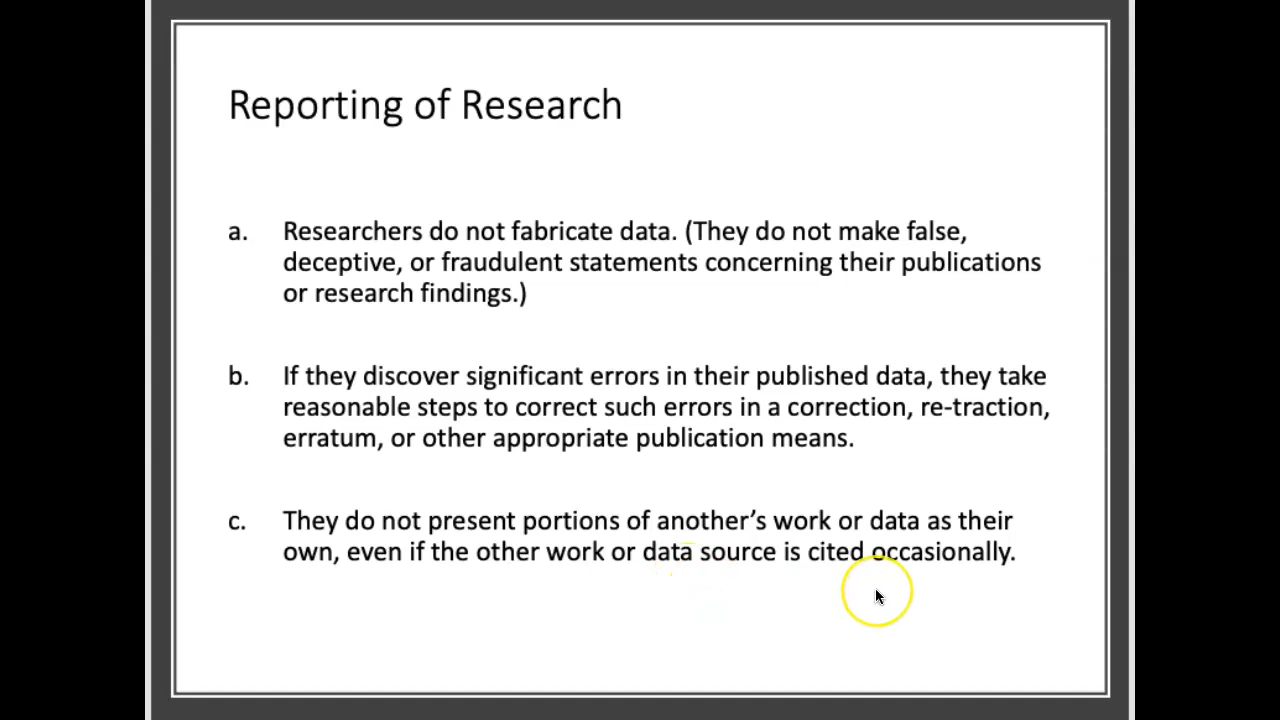 Reporting of Research
a. Researchers do not fabricate data. (They do not make false,
deceptive, or fraudulent statements concerning their publications
or research findings.)
b. If they discover significant errors in their published data, they take
reasonable steps to correct such errors in a correction, re-traction,
erratum, or other appropriate publication means.
c. They do not present portions of another’s work or data as their
own, even if the other work or data source is cited occasionally.